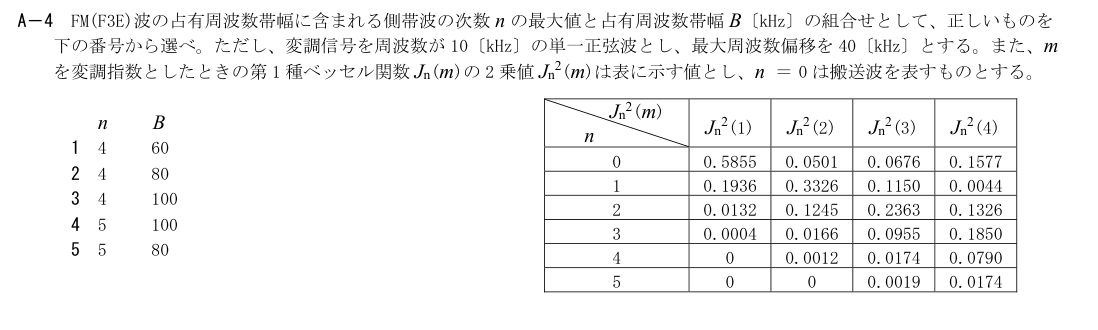 A－4 FM(F3E)波の占有周波数帯幅に含まれる側帯波の次数 n の最大値と占有周波数帯幅 B〔kHz〕の組合せとして、正しいものを
下の番号から選べ。ただし、変調信号を周波数が 10〔kHz〕の単一正弦波とし、最大周波数偏移を 40〔kHz〕とする。また、m
を変調指数としたときの第１種ベッセル関数 Jn(m)の２乗値 Jn²(m)は表に示す値とし、n ＝０は搬送波を表すものとする。
n B
1 4 60
2 4 80
3 4 100
4 5 100
5 5 80
Jn²(m)
n Jn²(1) Jn²(2) Jn²(3) Jn²(4)
0 0.5855 0.0501 0.0676 0.1577
1 0.1936 0.3326 0.1150 0.0044
2 0.0132 0.1245 0.2363 0.1326
3 0.0004 0.0166 0.0955 0.1850
4 0 0.0012 0.0174 0.0790
5 0 0 0.0019 0.0174